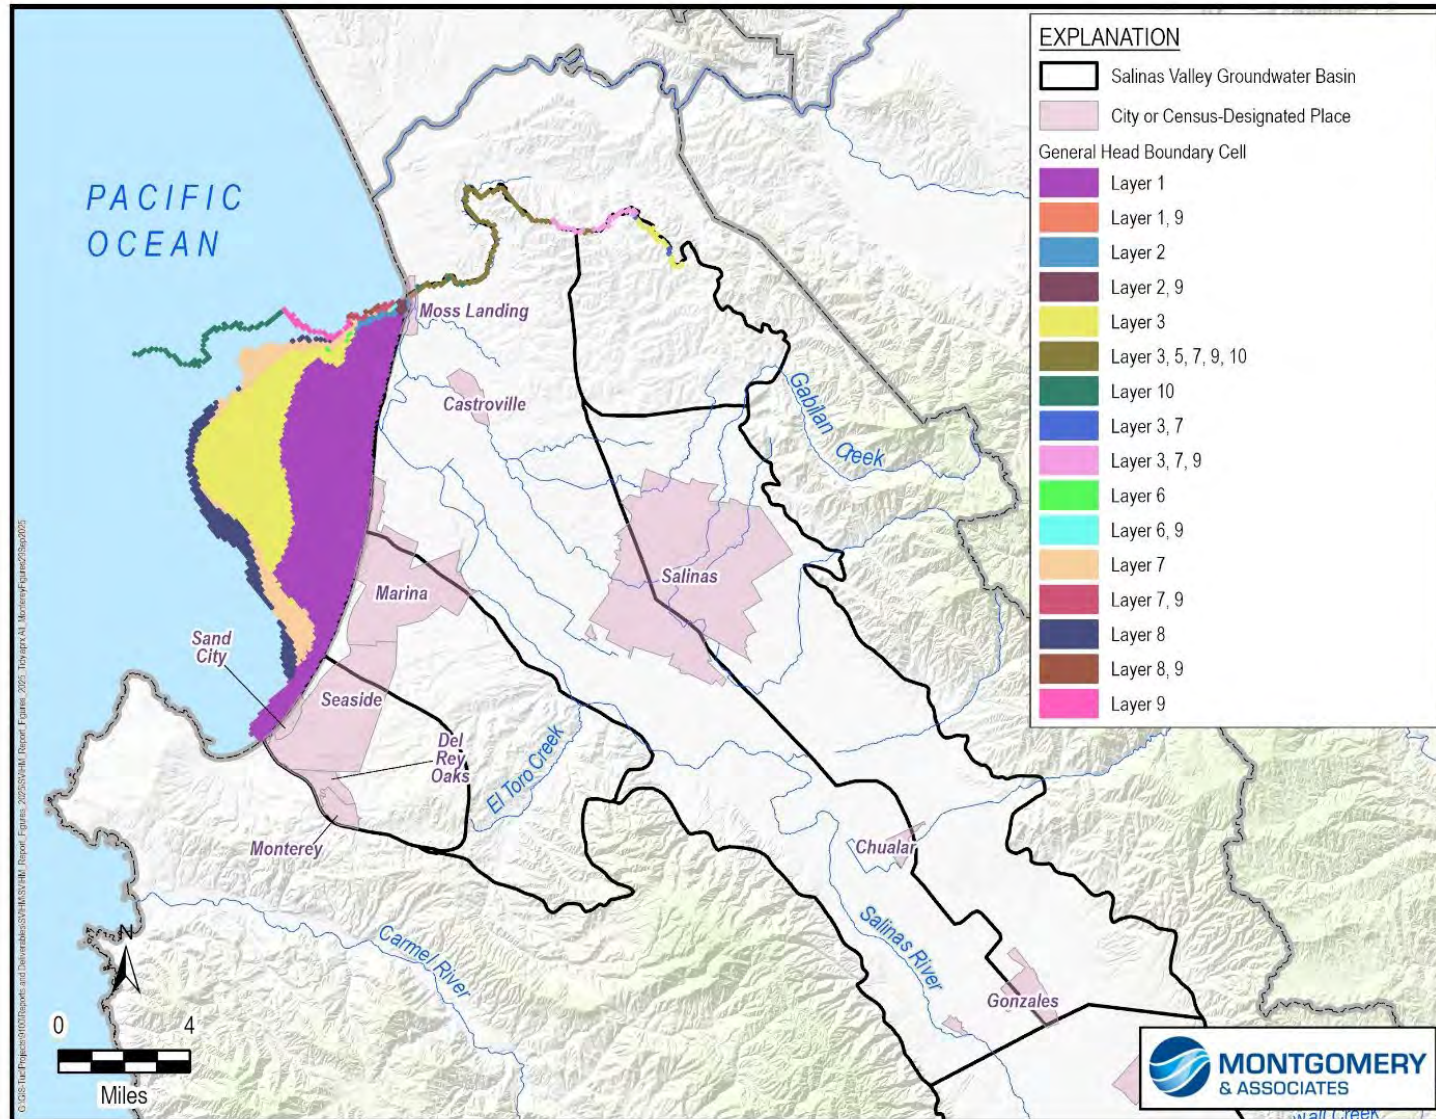 EXPLANATION
Salinas Valley Groundwater Basin
City or Census-Designated Place
General Head Boundary Cell
Layer 1
Layer 1, 9
Layer 2
Layer 2, 9
Layer 3
Layer 3, 5, 7, 9, 10
Layer 10
Layer 3, 7
Layer 3, 7, 9
Layer 6
Layer 6, 9
Layer 7
Layer 7, 9
Layer 8
Layer 8, 9
Layer 9
PACIFIC
OCEAN
Moss Landing
Castroville
Gabilan
Creek
Salinas
Marina
Sand
City
Seaside
Del
Rey
Oaks
El Toro Creek
Monterey
Chualar
Salinas
River
Carmel
River
Gonzales
N
0 4
Miles
MONTGOMERY
& ASSOCIATES